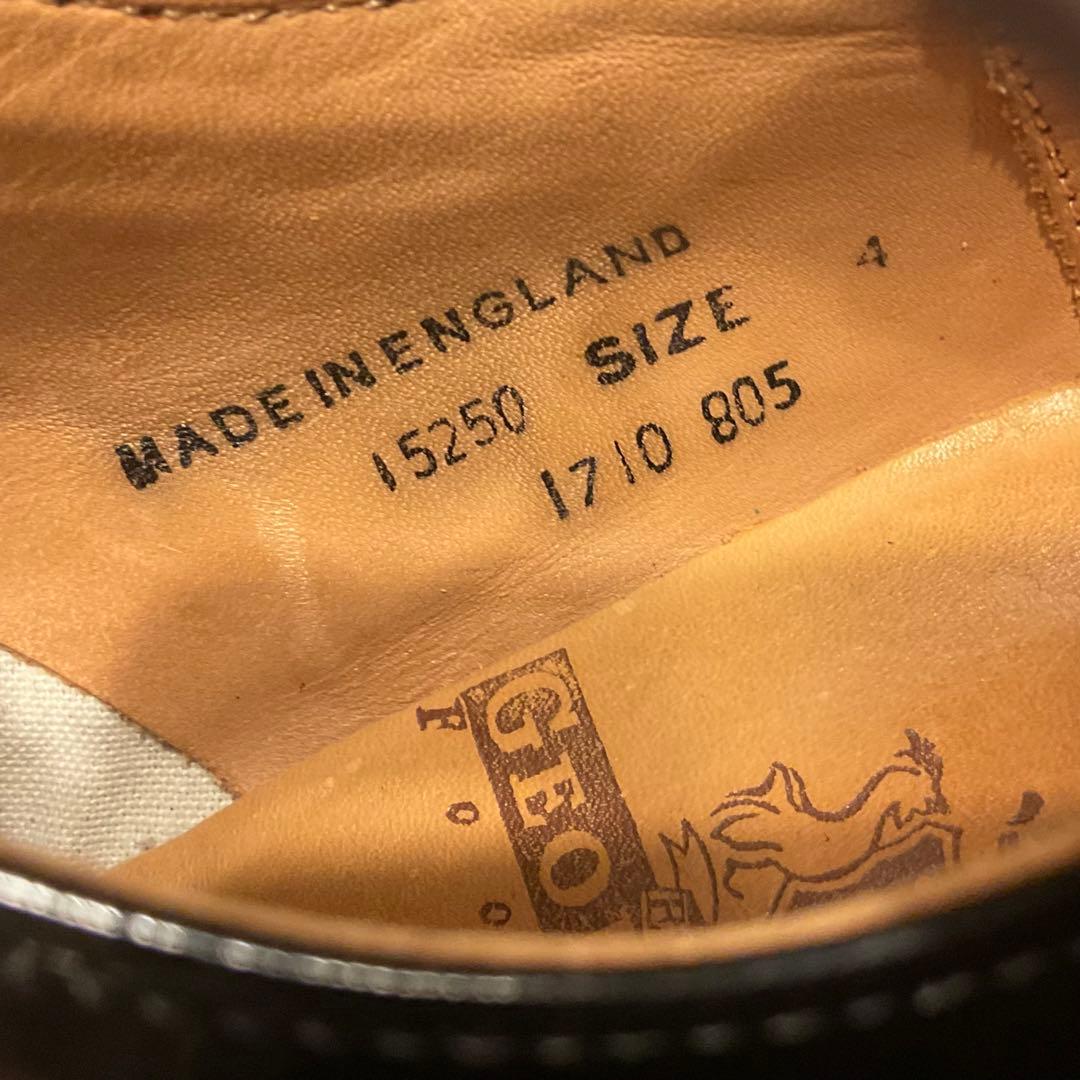 MADE IN ENGLAND
15250 SIZE 4
1710 805
GEO